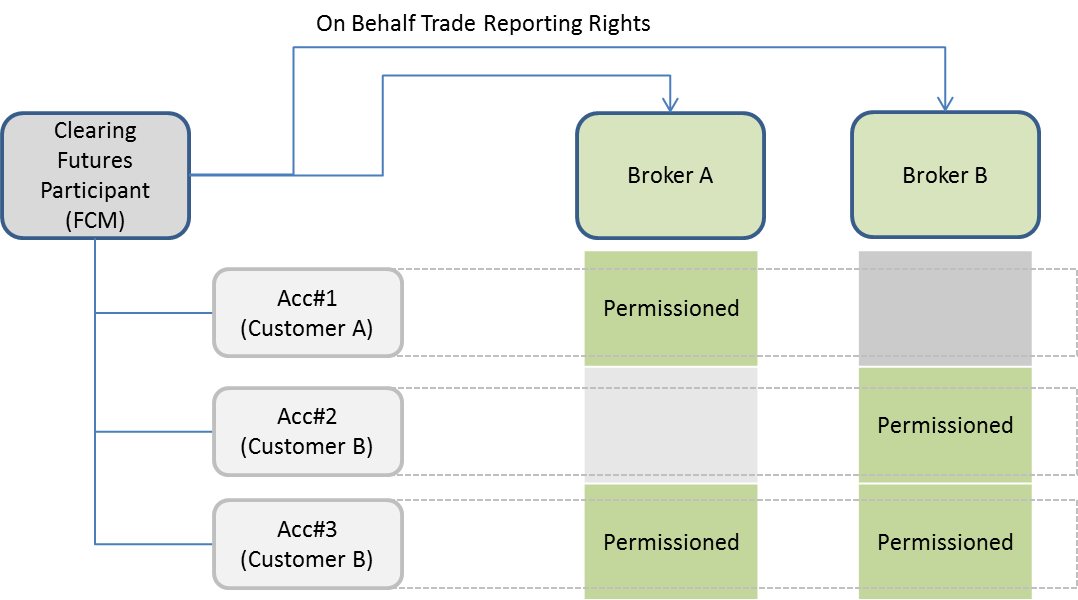 On Behalf Trade Reporting Rights
Clearing
Futures
Participant
(FCM)
Broker A
Broker B
Acc#1
(Customer A)
Permissioned
Acc#2
(Customer B)
Permissioned
Acc#3
(Customer B)
Permissioned
Permissioned